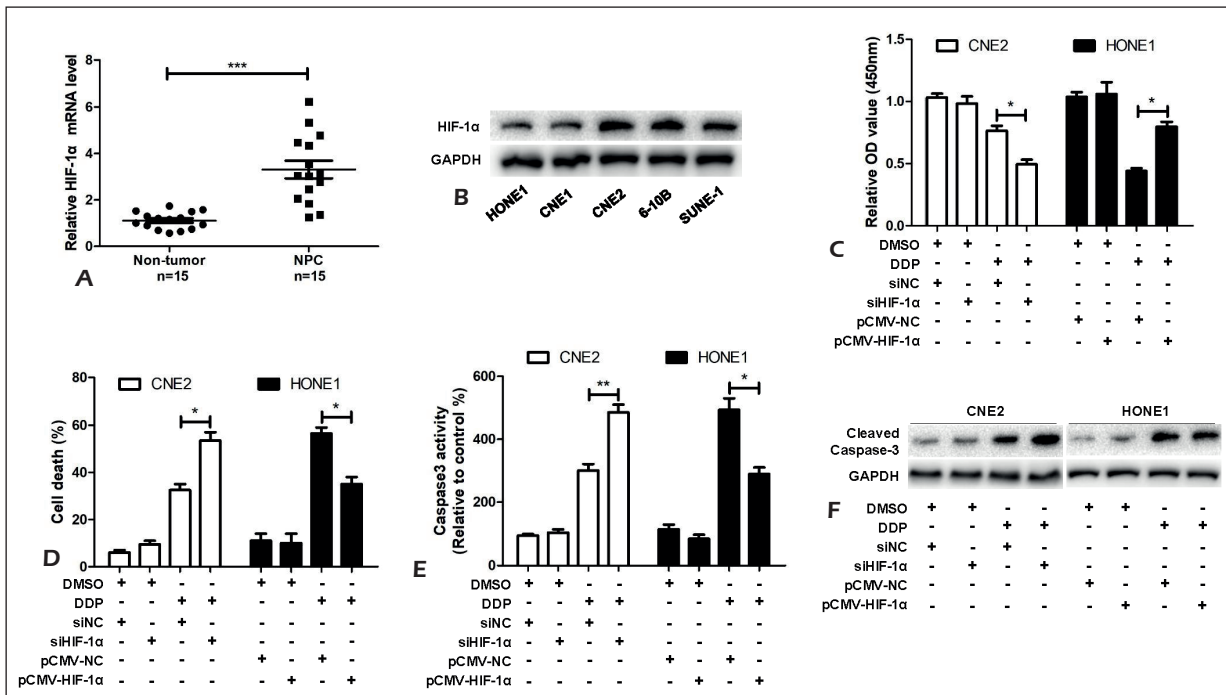 Relative HIF-1α mRNA level
8
6
4
2
0
***
Non-tumor
n=15
NPC
n=15
A
HIF-1α
GAPDH
HONE1
CNE1
CNE2
6-10B
SUNE-1
B
CNE2
HONE1
Relative OD value (450nm)
1.5
1.0
0.5
0.0
*
*
C
DMSO + + - - + + - -
DDP - - + + - - + +
siNC + - + - - - - -
siHIF-1α - + - + - - - -
pCMV-NC - - - - + - + -
pCMV-HIF-1α - - - - - + - +
CNE2
HONE1
Cell death (%)
80
60
40
20
0
*
*
D
DMSO + + - - + + - -
DDP - - + + - - + +
siNC + - + - - - - -
siHIF-1α - + - + - - - -
pCMV-NC - - - - + - + -
pCMV-HIF-1α - - - - - + - +
CNE2
HONE1
Caspase3 activity
(Relative to control %)
600
400
200
0
**
*
E
DMSO + + - - + + - -
DDP - - + + - - + +
siNC + - + - - - - -
siHIF-1α - + - + - - - -
pCMV-NC - - - - + - + -
pCMV-HIF-1α - - - - - + - +
CNE2
HONE1
Cleaved
Caspase-3
GAPDH
F
DMSO + + - - + + - -
DDP - - + + - - + +
siNC + - + - - - - -
siHIF-1α - + - + - - - -
pCMV-NC - - - - + - + -
pCMV-HIF-1α - - - - - + - +